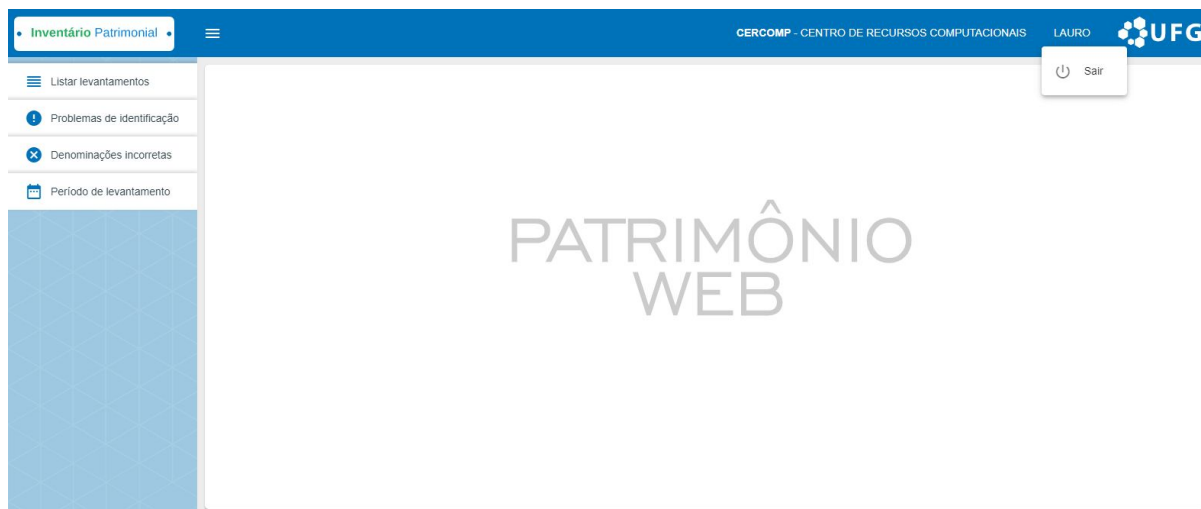 Inventário Patrimonial
CERCOMP - CENTRO DE RECURSOS COMPUTACIONAIS
LAURO
UFG
Sair
Listar levantamentos
Problemas de identificação
Denominações incorretas
Período de levantamento
PATRIMÔNIO
WEB